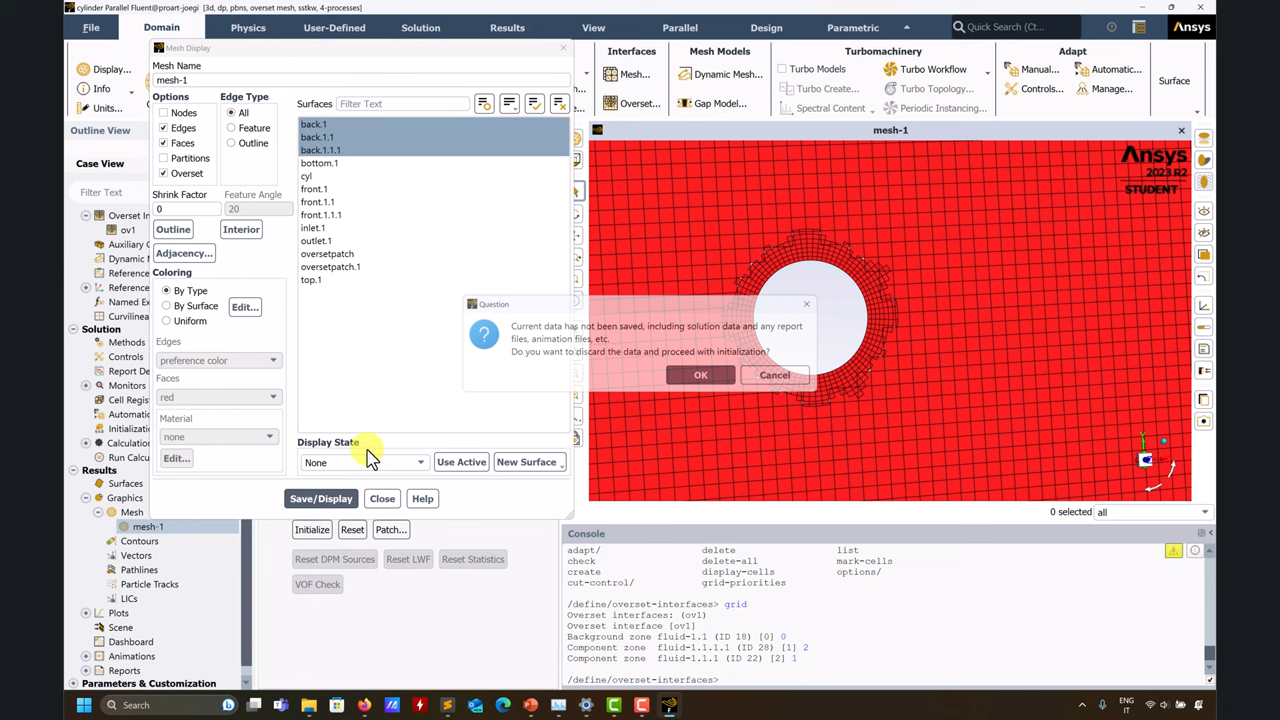 cylinder Parallel Fluent@proart-joegi [3d, dp, pbns, overset mesh, sstkw, 4-processes]
File Domain Physics User-Defined Solution Results View Parallel Design Parametric Quick Search (Ct... Ansys
Mesh Display
Display...
Info
Units...
Interfaces
Mesh...
Overset...
Mesh Models
Dynamic Mesh...
Gap Model...
Turbomachinery
Turbo Models
Turbo Workflow
Turbo Create...
Turbo Topology...
Spectral Content
Periodic Instancing...
Adapt
Manual...
Automatic...
Controls...
Manage...
Surface
Mesh Name
mesh-1
Options
Nodes
Edges
Faces
Partitions
Overset
Edge Type
All
Feature
Outline
Shrink Factor
0
Feature Angle
20
Outline
Interior
Adjacency...
Coloring
By Type
By Surface
Uniform
Edit...
Edges
preference color
Faces
red
Material
none
Edit...
Surfaces
Filter Text
back.1
back.1.1
back.1.1.1
bottom.1
cyl
front.1
front.1.1
front.1.1.1
inlet.1
outlet.1
oversetpatch
oversetpatch.1
top.1
Display State
None
Use Active
New Surface
Save/Display
Close
Help
Outline View
Case View
Filter Text
Overset In
ov1
Auxiliary G
Dynamic M
Reference
Reference
Named Ex
Curvilinea
Solution
Methods
Controls
Report De
Monitors
Cell Regist
Automatio
Initializatio
Calculatio
Run Calcu
Results
Surfaces
Graphics
Mesh
mesh-1
Contours
Vectors
Pathlines
Particle Tracks
LICs
Plots
Scene
Dashboard
Animations
Reports
Parameters & Customization
Initialize
Reset
Patch...
Reset DPM Sources
Reset LWF
Reset Statistics
VOF Check
Question
Current data has not been saved, including solution data and any report
files, animation files, etc.
Do you want to discard the data and proceed with initialization?
OK
Cancel
mesh-1
Ansys
2023 R2
STUDENT
0 selected
all
Console
adapt/ delete list
check delete-all mark-cells
create display-cells options/
cut-control/ grid-priorities
/define/overset-interfaces> grid
Overset interfaces: (ov1)
Overset interface [ov1]
Background zone fluid-1.1 (ID 18) [0] 0
Component zone fluid-1.1.1.1 (ID 28) [1] 2
Component zone fluid-1.1.1 (ID 22) [2] 1
/define/overset-interfaces>
Search
ENG
IT